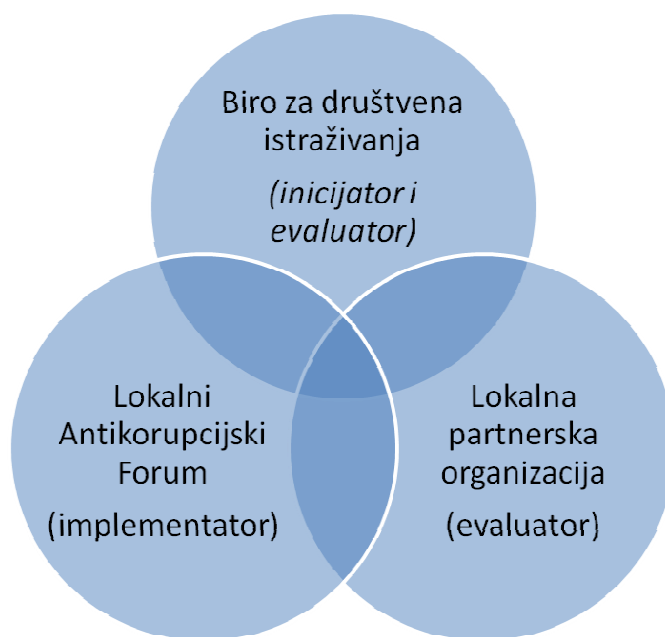 Biro za društvena
istraživanja
(inicijator i
evaluator)
Lokalni
Antikorupcijski
Forum
(implementator)
Lokalna
partnerska
organizacija
(evaluator)